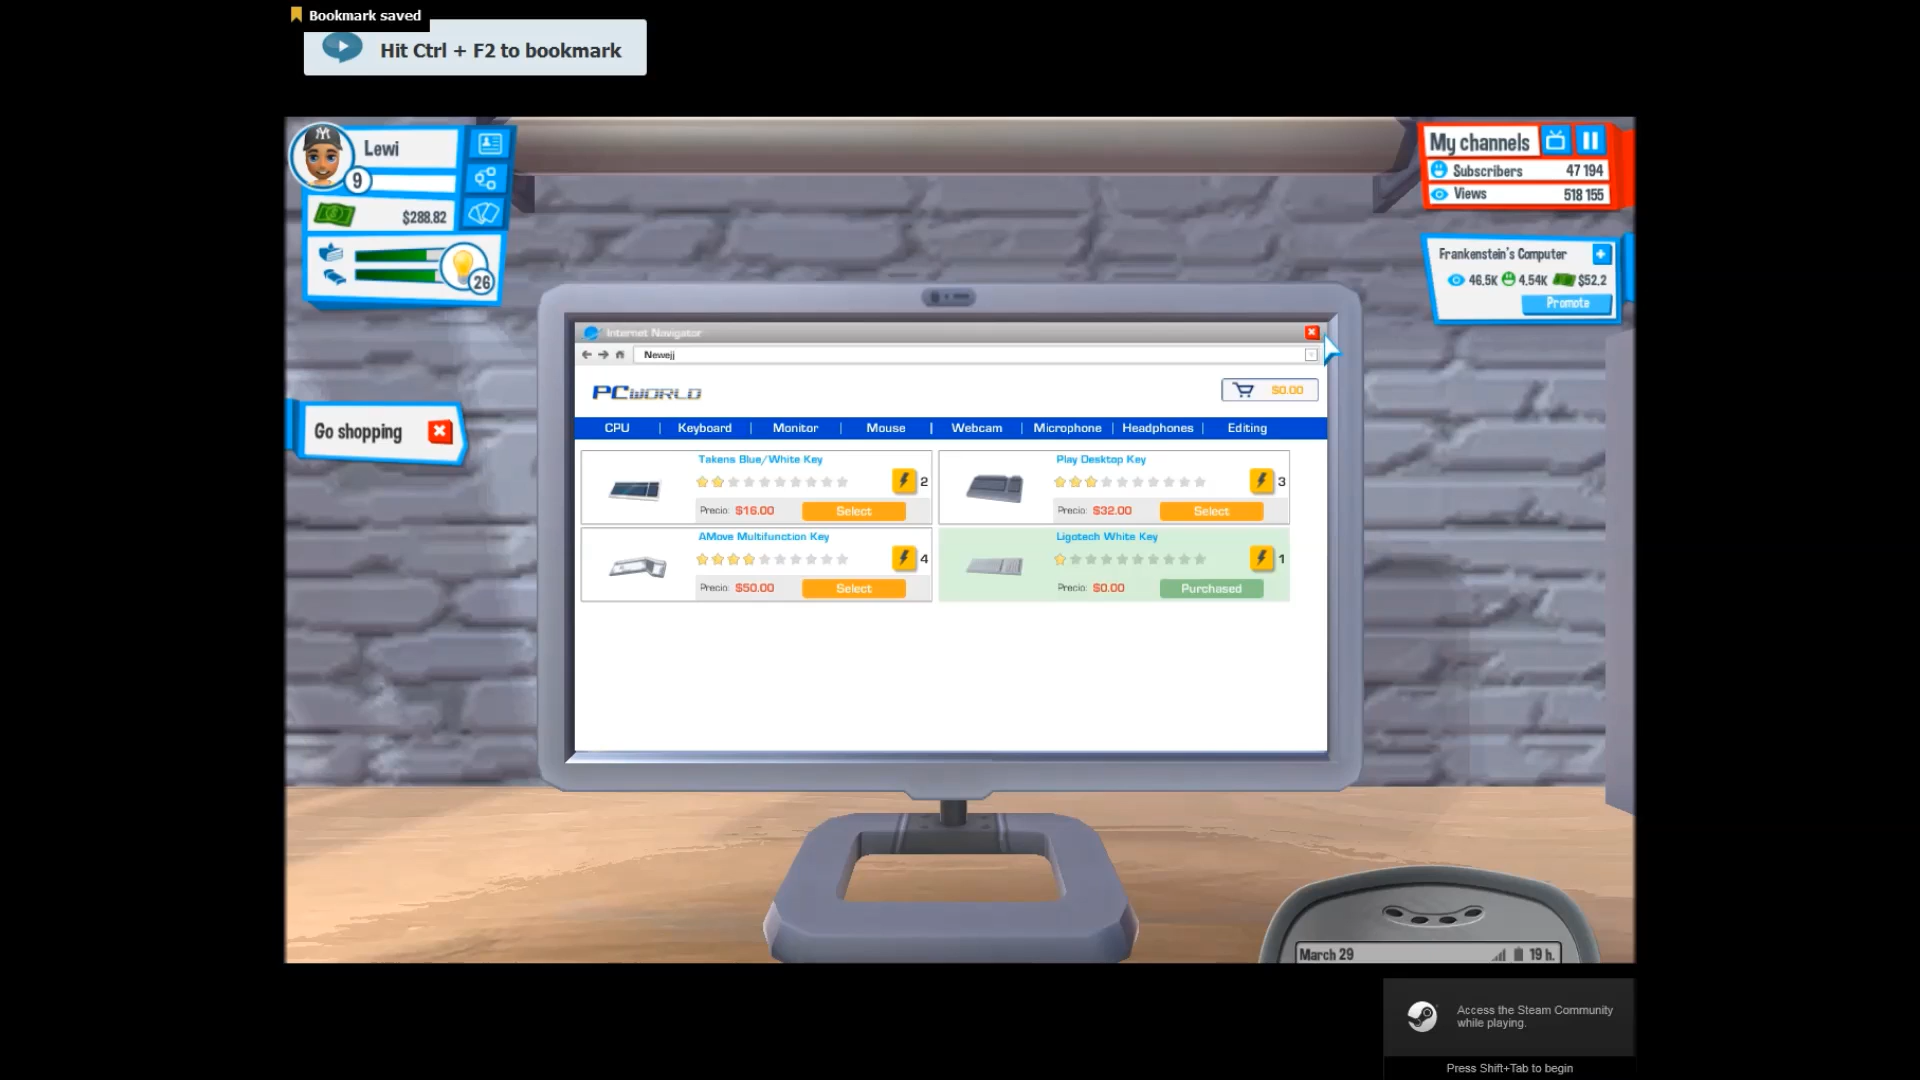 Bookmark saved
Hit Ctrl + F2 to bookmark
Lewi
9
$288.82
26
My channels
Subscribers 47 194
Views 518 155
Frankenstein's Computer
46.5K 4.54K $52.2
Promote
Go shopping
Internet Navigator
Newejj
PCWORLD
$0.00
CPU | Keyboard | Monitor | Mouse | Webcam | Microphone | Headphones | Editing
Takens Blue/White Key
2
Precio: $16.00 Select
Play Desktop Key
3
Precio: $32.00 Select
AMove Multifunction Key
4
Precio: $50.00 Select
Ligotech White Key
1
Precio: $0.00 Purchased
March 29 19 h.
Access the Steam Community
while playing.
Press Shift+Tab to begin